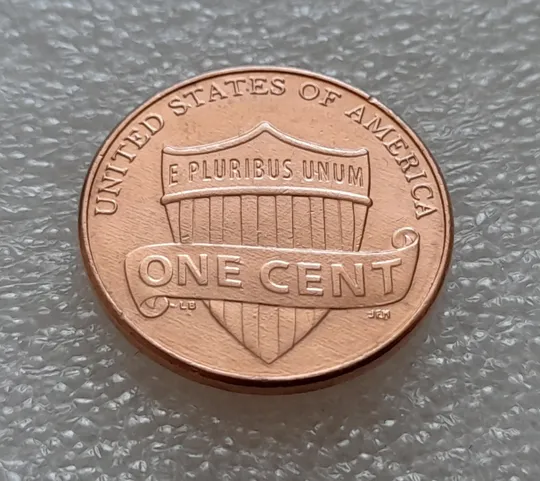 UNITED STATES OF AMERICA
E PLURIBUS UNUM
ONE CENT
LB
JFM